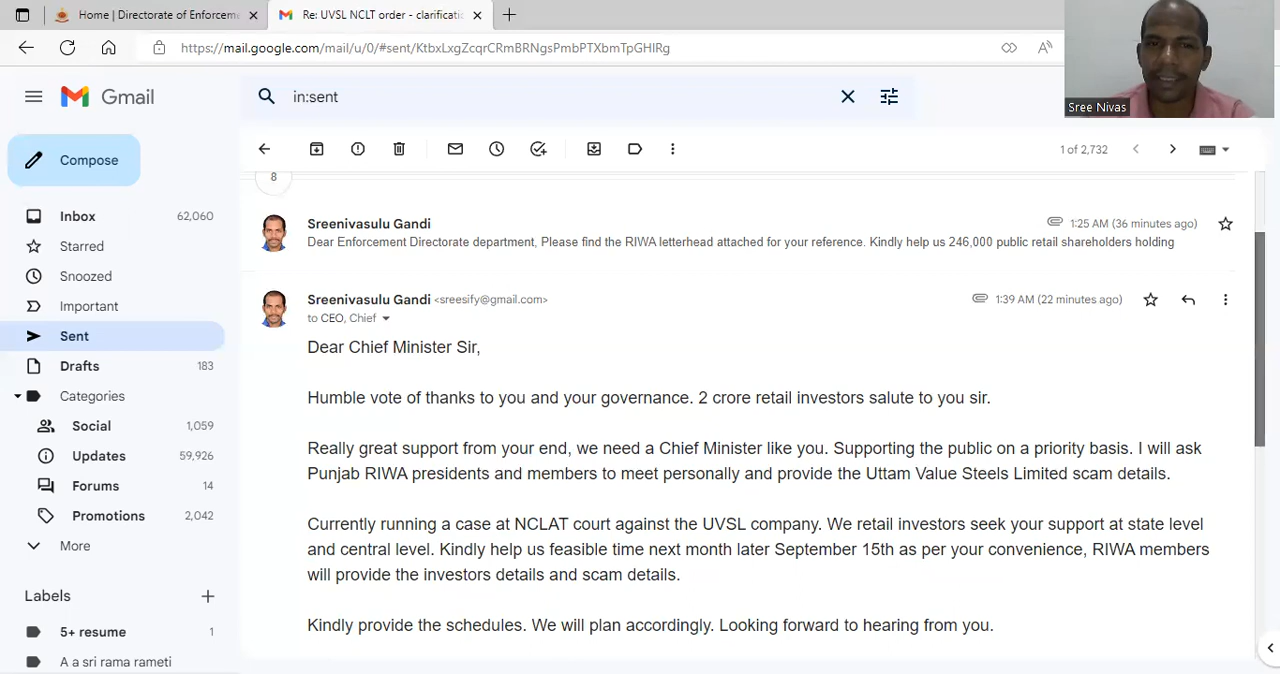 Home | Directorate of Enforceme
Re: UVSL NCLT order - clarificatio
https://mail.google.com/mail/u/0/#sent/KtbxLxgZcqrCRmBRNgsPmbPTXbmTpGHlRg
Sree Nivas
Gmail
in:sent
Compose
1 of 2,732
8
Inbox 62,060
Starred
Snoozed
Important
Sent
Drafts 183
Categories
Social 1,059
Updates 59,926
Forums 14
Promotions 2,042
More
Labels
5+ resume 1
A a sri rama rameti
Sreenivasulu Gandi 1:25 AM (36 minutes ago)
Dear Enforcement Directorate department, Please find the RIWA letterhead attached for your reference. Kindly help us 246,000 public retail shareholders holding
Sreenivasulu Gandi <sreesify@gmail.com> 1:39 AM (22 minutes ago)
to CEO, Chief
Dear Chief Minister Sir,
Humble vote of thanks to you and your governance. 2 crore retail investors salute to you sir.
Really great support from your end, we need a Chief Minister like you. Supporting the public on a priority basis. I will ask
Punjab RIWA presidents and members to meet personally and provide the Uttam Value Steels Limited scam details.
Currently running a case at NCLAT court against the UVSL company. We retail investors seek your support at state level
and central level. Kindly help us feasible time next month later September 15th as per your convenience, RIWA members
will provide the investors details and scam details.
Kindly provide the schedules. We will plan accordingly. Looking forward to hearing from you.